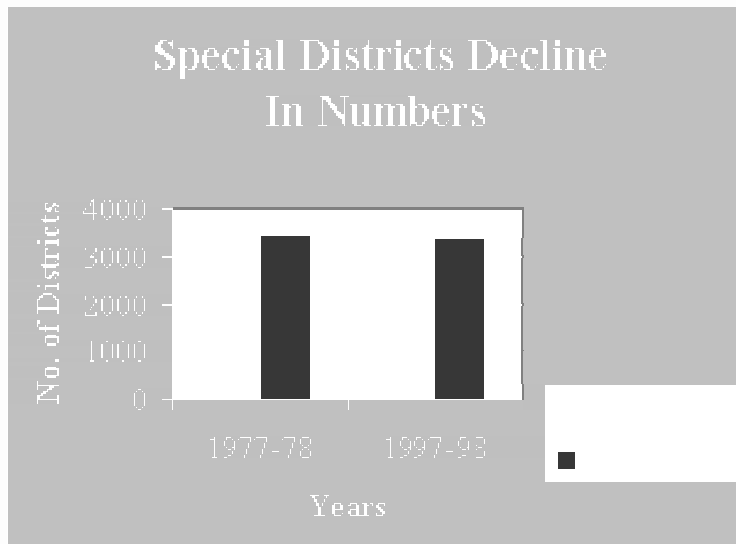 Special Districts Decline
In Numbers
No. of Districts
4000
3000
2000
1000
0
1977-78
1997-98
Years